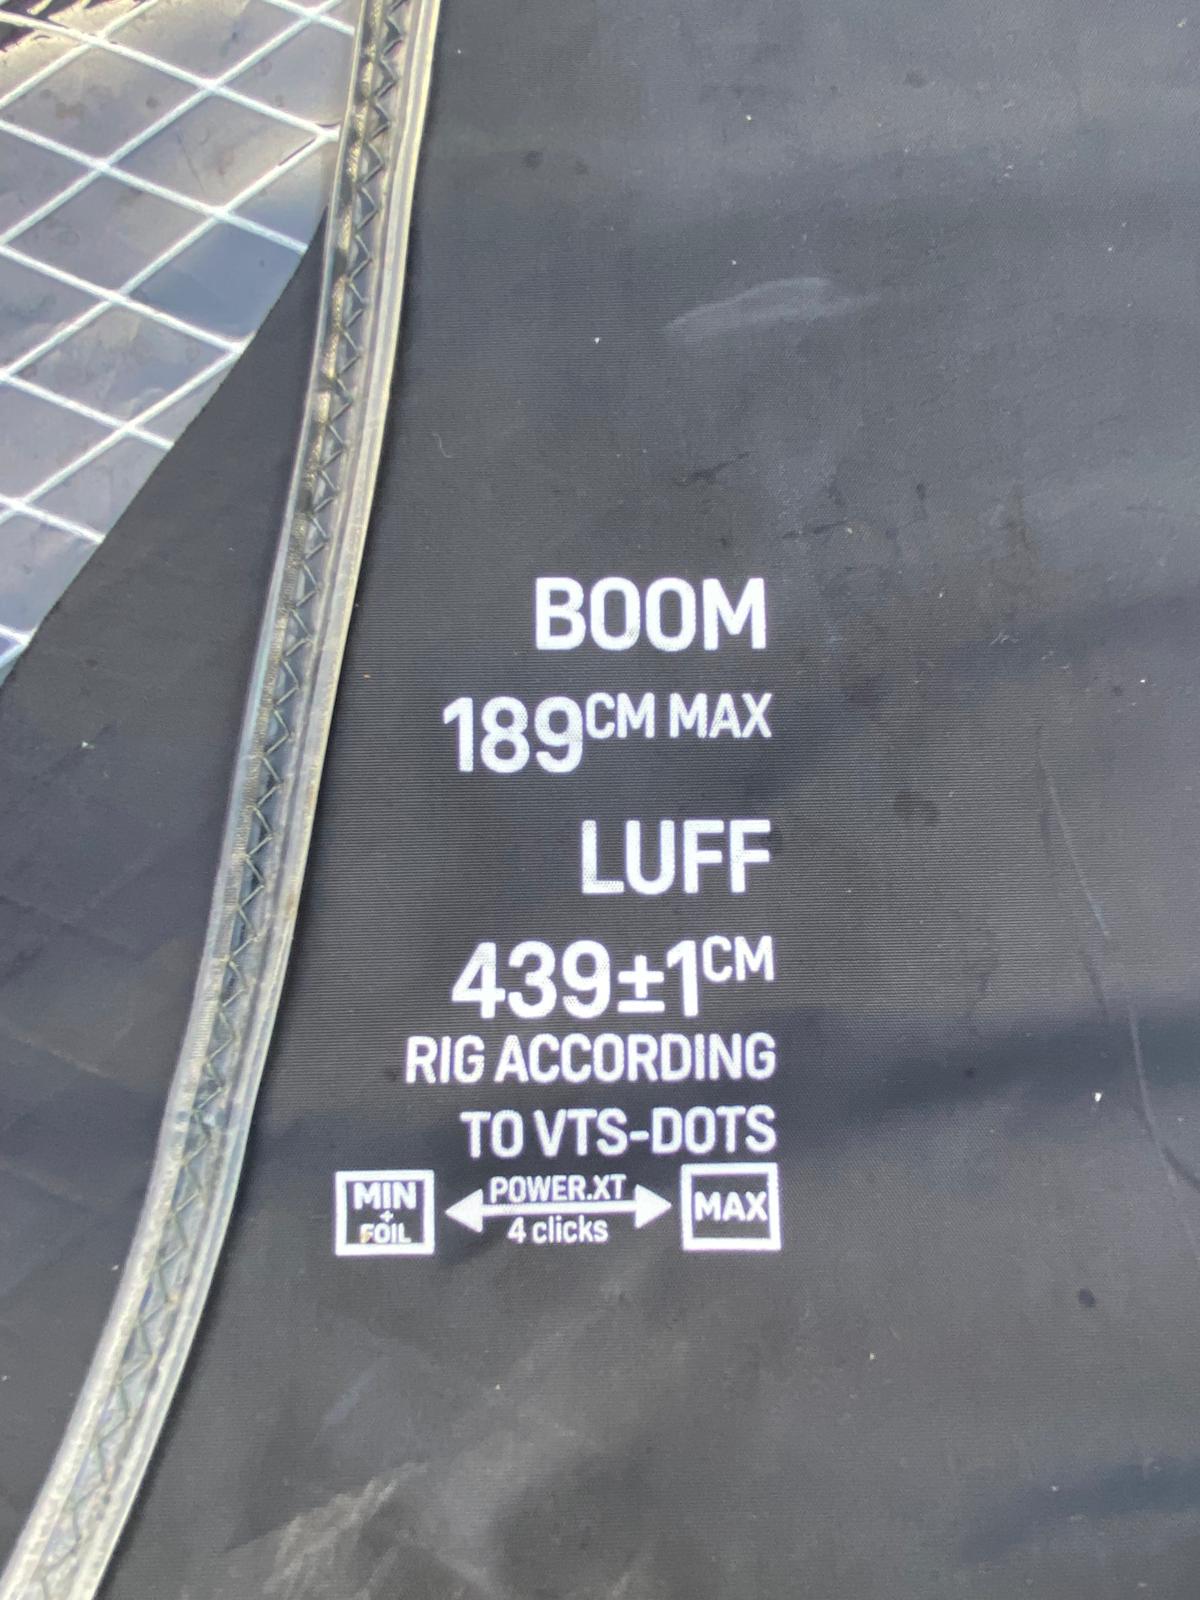 BOOM
189CM MAX
LUFF
439±1CM
RIG ACCORDING
TO VTS-DOTS
MIN + FOIL POWER.XT 4 clicks MAX